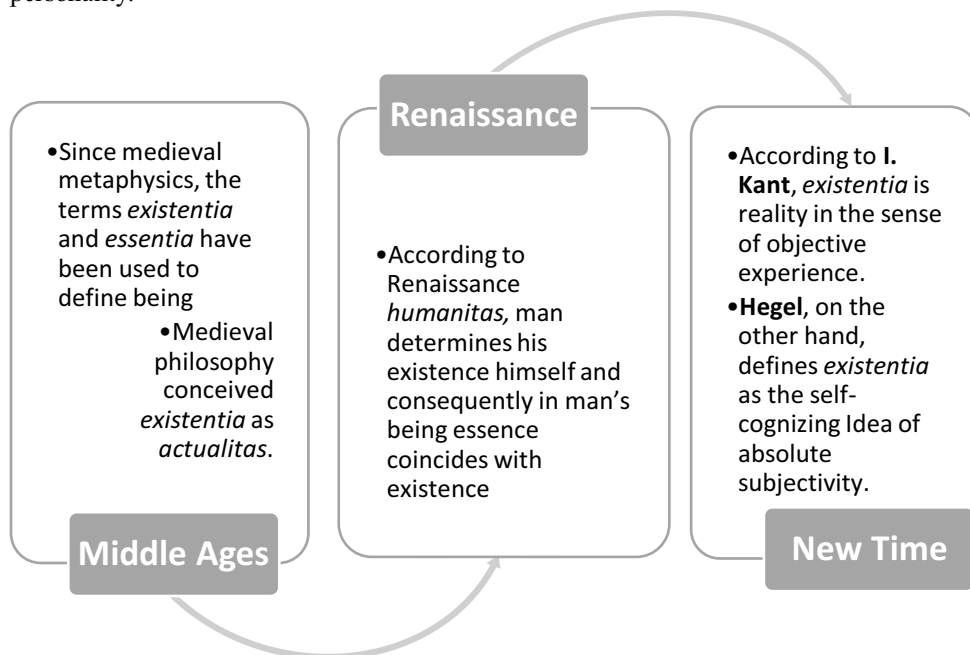 personality.
•Since medieval
metaphysics, the
terms existentia
and essentia have
been used to
define being
•Medieval
philosophy
conceived
existentia as
actualitas.
Middle Ages
Renaissance
•According to
Renaissance
humanitas, man
determines his
existence himself and
consequently in man’s
being essence
coincides with
existence
•According to I.
Kant, existentia is
reality in the sense
of objective
experience.
•Hegel, on the
other hand,
defines existentia
as the self-
cognizing Idea of
absolute
subjectivity.
New Time